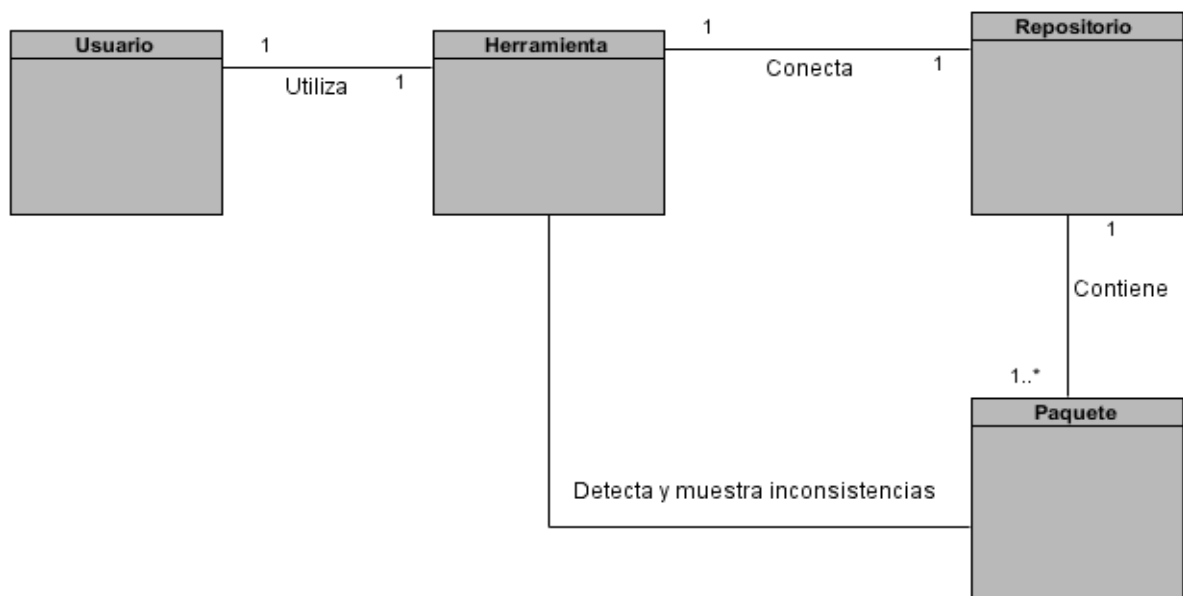 Usuario
1
Utiliza
1
Herramienta
1
Conecta
1
Repositorio
1
Contiene
1..*
Paquete
Detecta y muestra inconsistencias